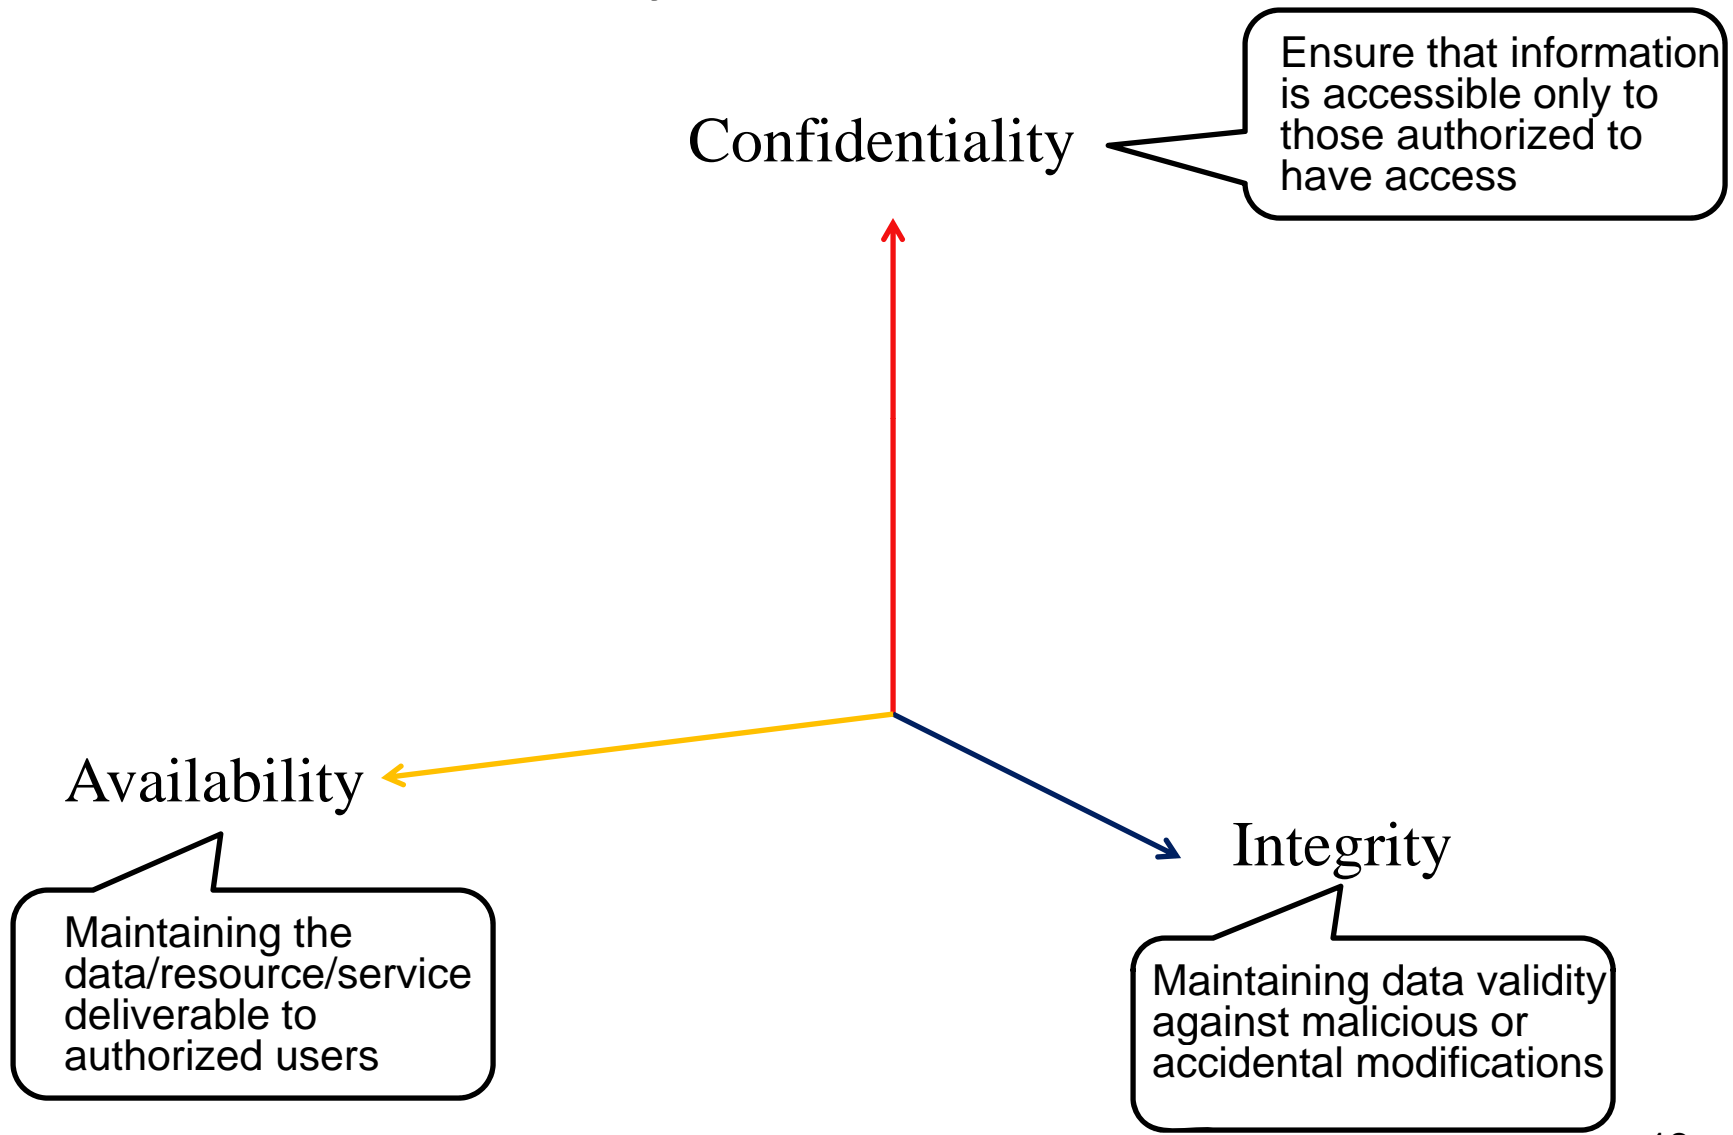 Confidentiality
Ensure that information
is accessible only to
those authorized to
have access
Availability
Maintaining the
data/resource/service
deliverable to
authorized users
Integrity
Maintaining data validity
against malicious or
accidental modifications